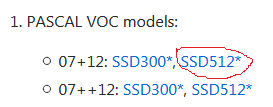 1. PASCAL VOC models:
○ 07+12: SSD300*, SSD512*
○ 07++12: SSD300*, SSD512*